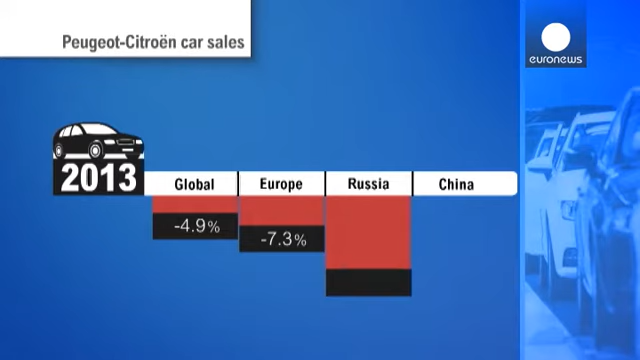 Peugeot-Citroën car sales
euronews
2013
Global
Europe
Russia
China
-4.9%
-7.3%